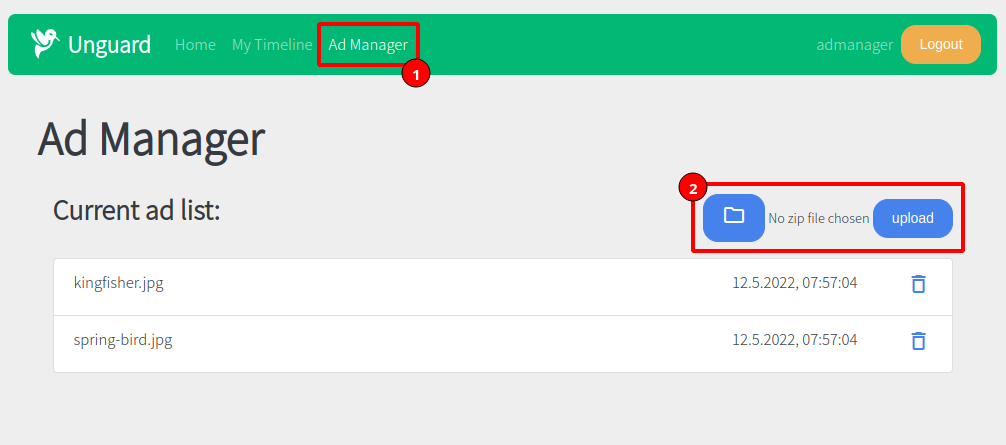 Unguard Home My Timeline Ad Manager admanager Logout
1
Ad Manager
2
Current ad list:
No zip file chosen upload
kingfisher.jpg 12.5.2022, 07:57:04
spring-bird.jpg 12.5.2022, 07:57:04